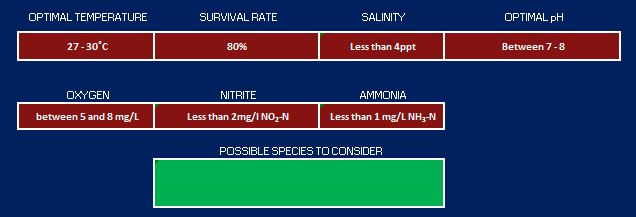 OPTIMAL TEMPERATURE SURVIVAL RATE SALINITY OPTIMAL pH
27 - 30°C 80% Less than 4ppt Between 7 - 8
OXYGEN NITRITE AMMONIA
between 5 and 8 mg/L Less than 2mg/l NO₂-N Less than 1 mg/L NH₃-N
POSSIBLE SPECIES TO CONSIDER